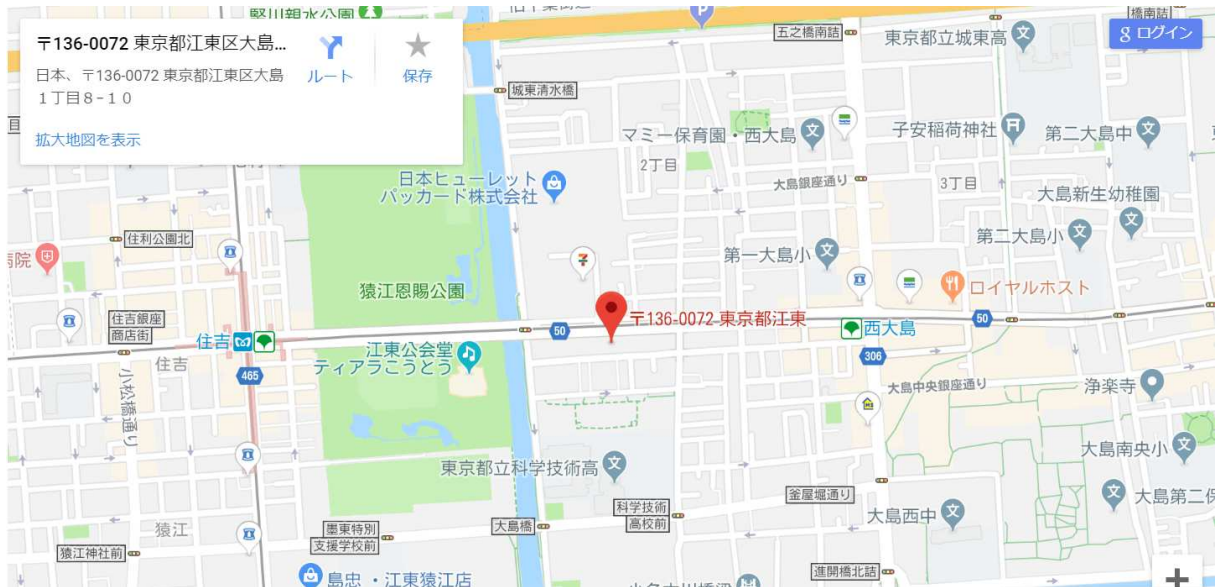 竪川親水公園
〒136-0072 東京都江東区大島...
日本、〒136-0072 東京都江東区大島
1丁目8-10
ルート
保存
拡大地図を表示
五之橋南詰
東京都立城東高
橋南詰
ログイン
城東清水橋
マミー保育園・西大島
子安稲荷神社
第二大島中
2丁目
日本ヒューレット
パッカード株式会社
大島銀座通り
3丁目
大島新生幼稚園
住利公園北
病院
第一大島小
第二大島小
猿江恩賜公園
ロイヤルホスト
住吉銀座
商店街
〒136-0072 東京都江東
50
50
住吉
西大島
住吉
江東公会堂
ティアラこうとう
306
465
小松橋通り
大島中央銀座通り
浄楽寺
東京都立科学技術高
大島南央小
釜屋堀通り
大島第二保
科学技術
高校前
大島西中
猿江
墨東特別
支援学校前
大島橋
猿江神社前
島忠・江東猿江店
進開橋北詰